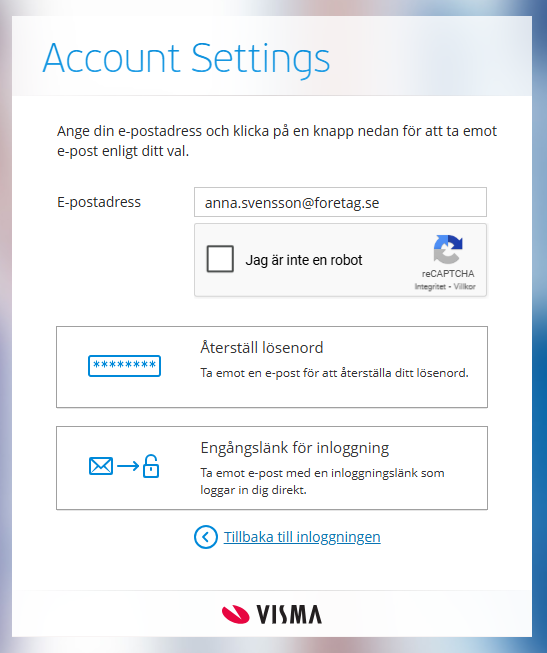 Account Settings
Ange din e-postadress och klicka på en knapp nedan för att ta emot
e-post enligt ditt val.
E-postadress
anna.svensson@foretag.se
Jag är inte en robot
reCAPTCHA
Integritet - Villkor
********
Återställ lösenord
Ta emot en e-post för att återställa ditt lösenord.
Engångslänk för inloggning
Ta emot e-post med en inloggningslänk som
loggar in dig direkt.
Tillbaka till inloggningen
VISMA